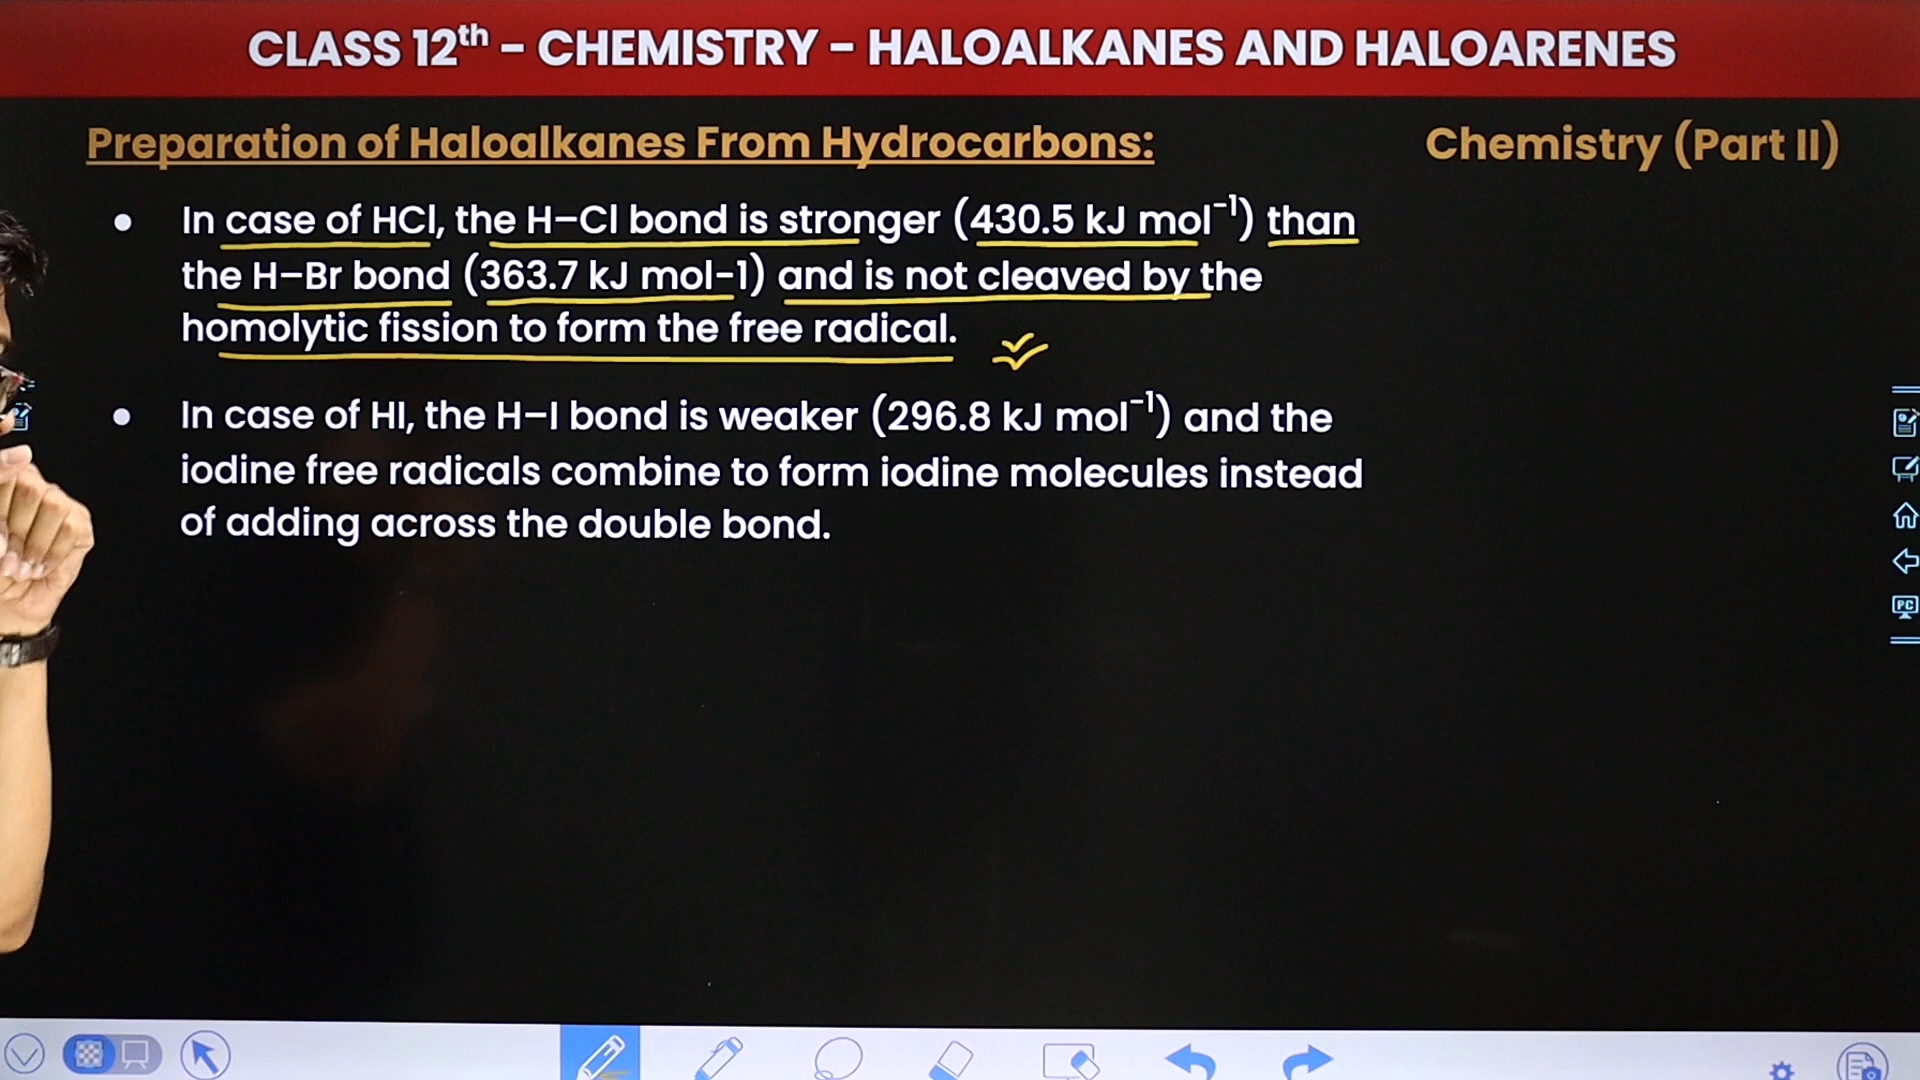 CLASS 12th – CHEMISTRY – HALOALKANES AND HALOARENES
Preparation of Haloalkanes From Hydrocarbons:
Chemistry (Part II)
• In case of HCl, the H–Cl bond is stronger (430.5 kJ mol⁻¹) than
the H–Br bond (363.7 kJ mol-1) and is not cleaved by the
homolytic fission to form the free radical.
• In case of HI, the H–I bond is weaker (296.8 kJ mol⁻¹) and the
iodine free radicals combine to form iodine molecules instead
of adding across the double bond.
PC